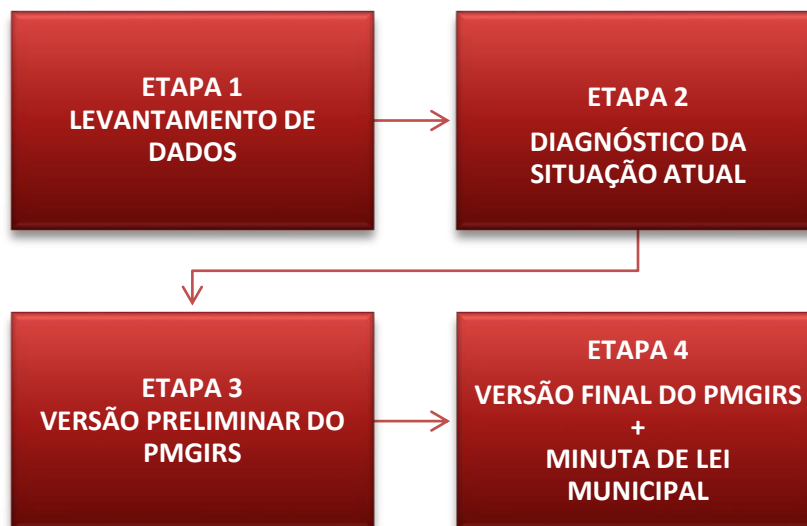 ETAPA 1
LEVANTAMENTO DE
DADOS
ETAPA 2
DIAGNÓSTICO DA
SITUAÇÃO ATUAL
ETAPA 3
VERSÃO PRELIMINAR DO
PMGIRS
ETAPA 4
VERSÃO FINAL DO PMGIRS
+
MINUTA DE LEI
MUNICIPAL